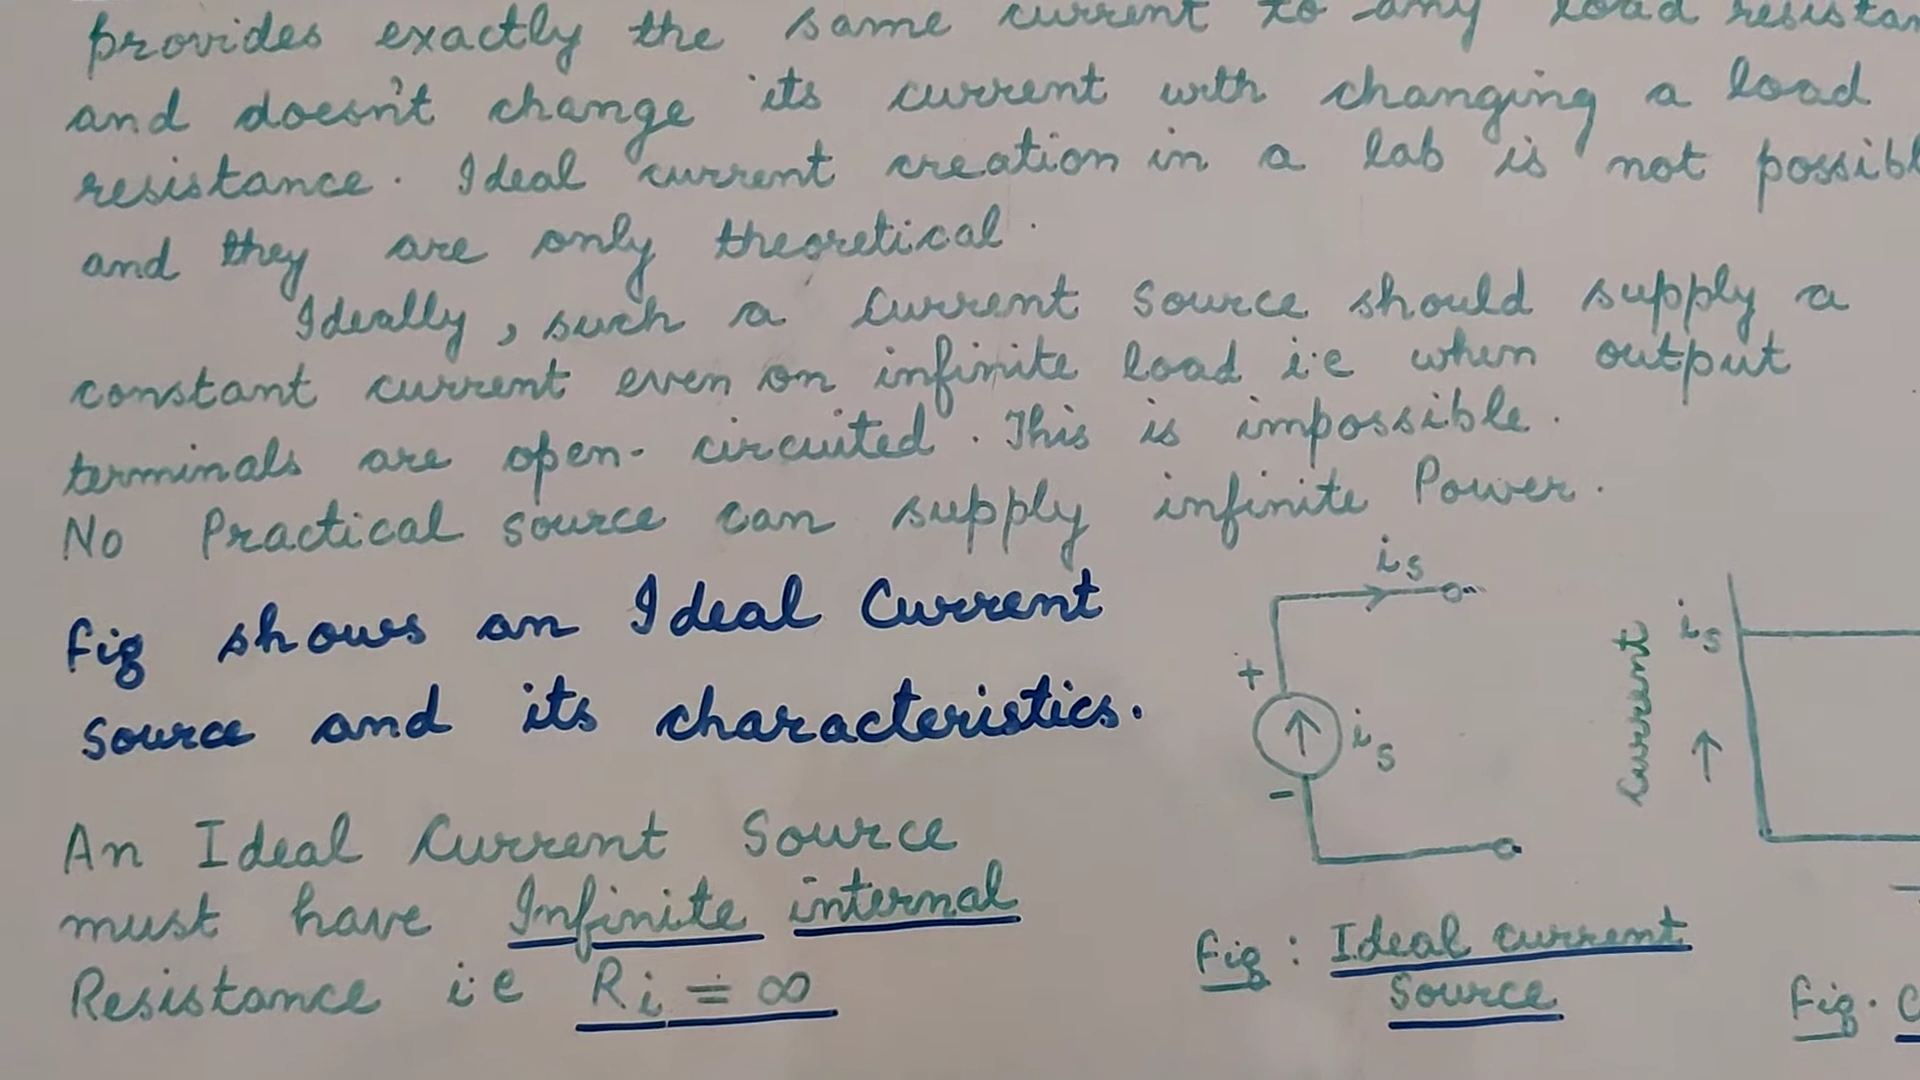 provides exactly the same current to any load resistan
and doesn't change its current with changing a load
resistance. Ideal current creation in a lab is not possibl
and they are only theoretical.
Ideally, such a current source should supply a
constant current even on infinite load i.e when output
terminals are open-circuited. This is impossible.
No Practical source can supply infinite Power.
Fig shows an Ideal Current
source and its characteristics.
An Ideal Current Source
must have Infinite internal
Resistance i.e Ri = ∞
is
+
is
-
Fig : Ideal current
Source
is
Current ↑
Fig. C